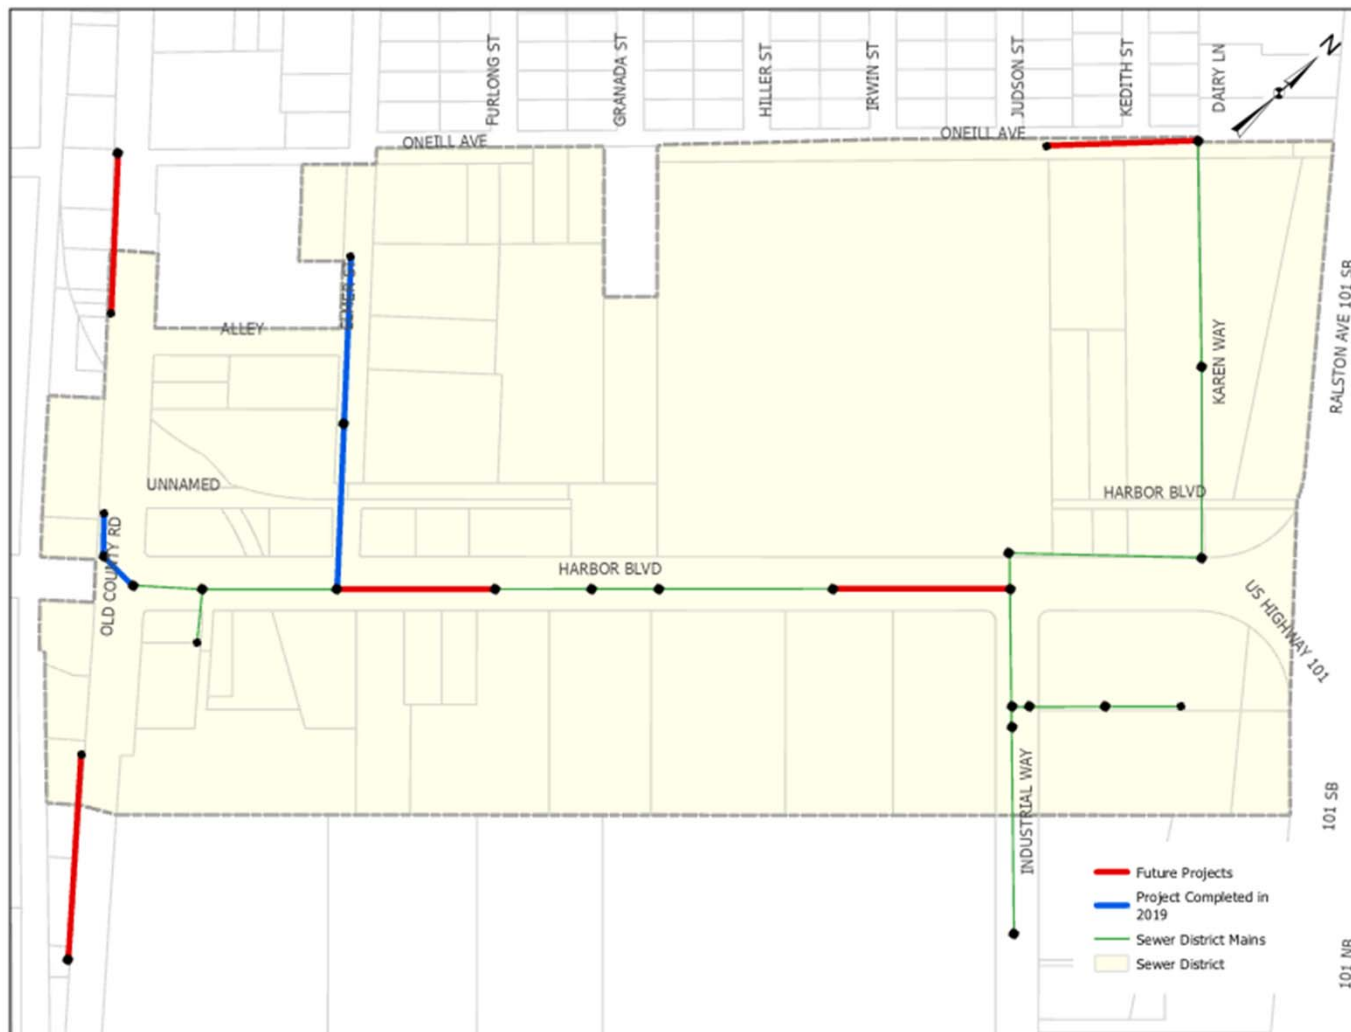 FURLONG ST
GRANADA ST
HILLER ST
IRWIN ST
JUDSON ST
KEDITH ST
DAIRY LN
N
ONEILL AVE
ONEILL AVE
RALSTON AVE 101 SB
ALLEY
KAREN WAY
UNNAMED
HARBOR BLVD
OLD COUNTY RD
HARBOR BLVD
US HIGHWAY 101
INDUSTRIAL WAY
101 SB
101 NB
Future Projects
Project Completed in
2019
Sewer District Mains
Sewer District